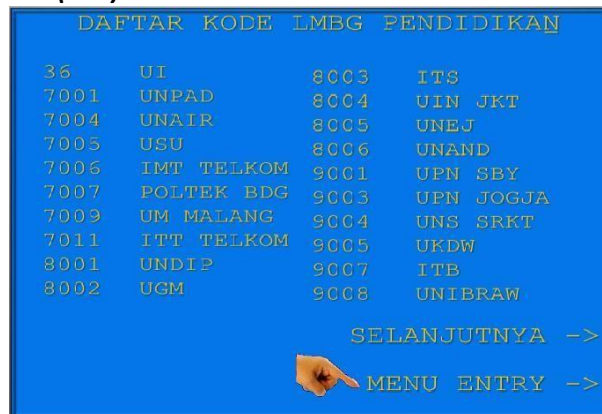 DAFTAR KODE LMBG PENDIDIKAN
36 UI
7001 UNPAD
7004 UNAIR
7005 USU
7006 IMT TELKOM
7007 POLTEK BDG
7009 UM MALANG
7011 ITT TELKOM
8001 UNDIP
8002 UGM
8003 ITS
8004 UIN JKT
8005 UNEJ
8006 UNAND
9001 UPN SBY
9003 UPN JOGJA
9004 UNS SRKT
9005 UKDW
9007 ITB
9008 UNIBRAW
SELANJUTNYA ->
MENU ENTRY ->